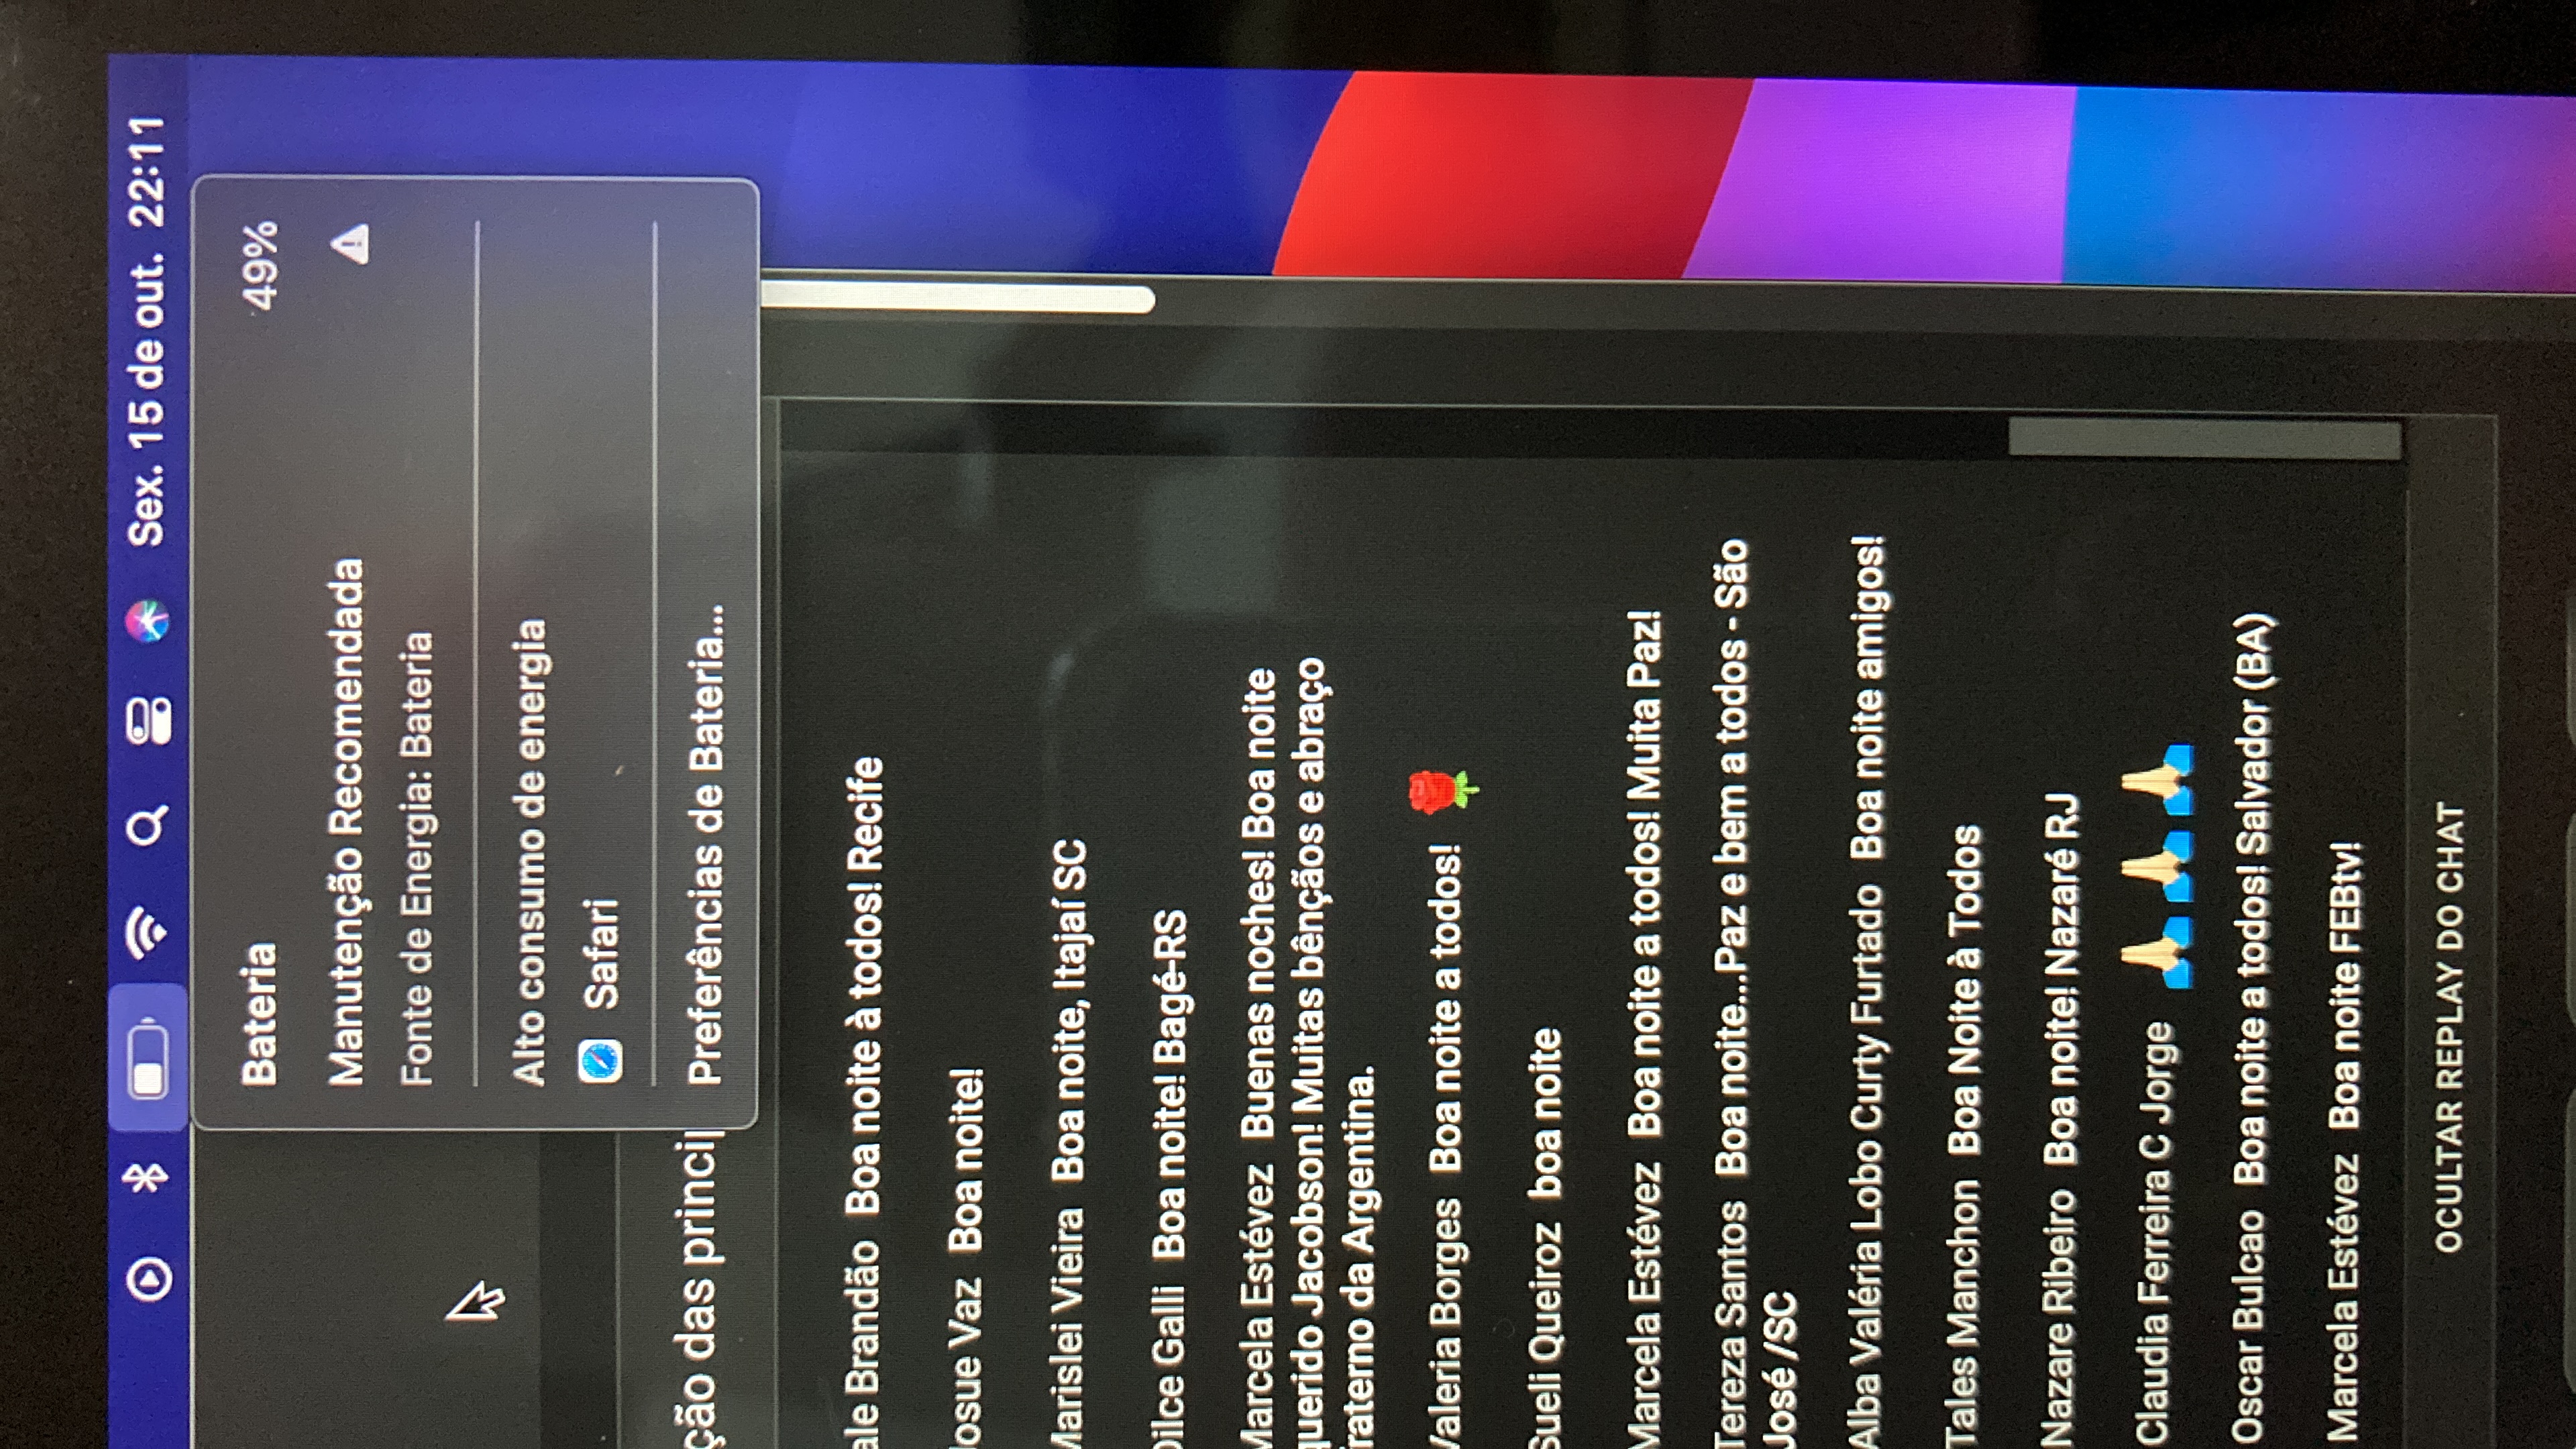 Sex. 15 de out. 22:11
Bateria 49%
Manutenção Recomendada
Fonte de Energia: Bateria
Alto consumo de energia
Safari
ção das princip
Preferências de Bateria...
ale Brandão Boa noite à todos! Recife
Josue Vaz Boa noite!
Marislei Vieira Boa noite, Itajaí SC
Dilce Galli Boa noite! Bagé-RS
Marcela Estévez Buenas noches! Boa noite
querido Jacobson! Muitas bênçãos e abraço
fraterno da Argentina.
Valeria Borges Boa noite a todos! 🌹
Sueli Queiroz boa noite
Marcela Estévez Boa noite a todos! Muita Paz!
Tereza Santos Boa noite...Paz e bem a todos - São
José /SC
Alba Valéria Lobo Curty Furtado Boa noite amigos!
Tales Manchon Boa Noite à Todos
Nazare Ribeiro Boa noite! Nazaré RJ
Claudia Ferreira C Jorge 🙏🏼🙏🏼🙏🏼
Oscar Bulcao Boa noite a todos! Salvador (BA)
Marcela Estévez Boa noite FEBtv!
OCULTAR REPLAY DO CHAT